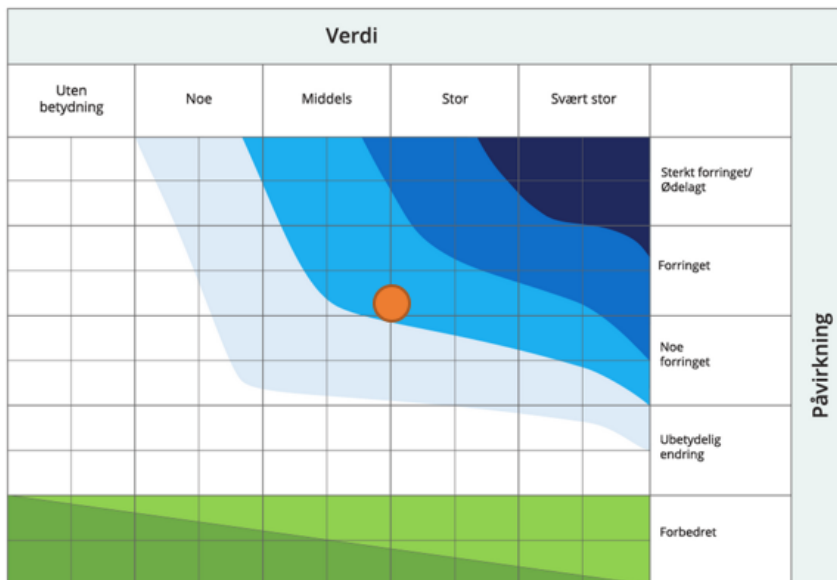 Verdi
Uten
betydning
Noe
Middels
Stor
Svært stor
Sterkt forringet/
Ødelagt
Forringet
Noe
forringet
Ubetydelig
endring
Forbedret
Påvirkning